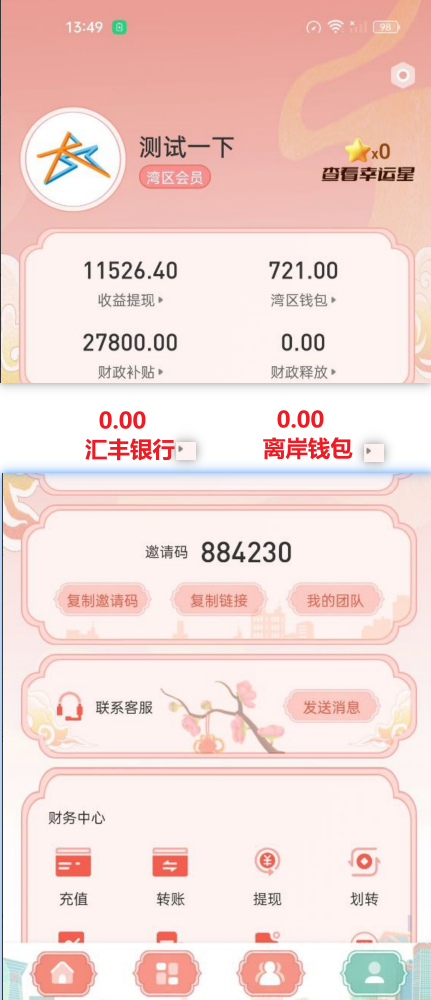 13:49 98
测试一下
湾区会员
x0
查看幸运星
11526.40 721.00
收益提现 湾区钱包
27800.00 0.00
财政补贴 财政释放
0.00 0.00
汇丰银行 离岸钱包
邀请码 884230
复制邀请码 复制链接 我的团队
联系客服 发送消息
财务中心
充值 转账 提现 划转